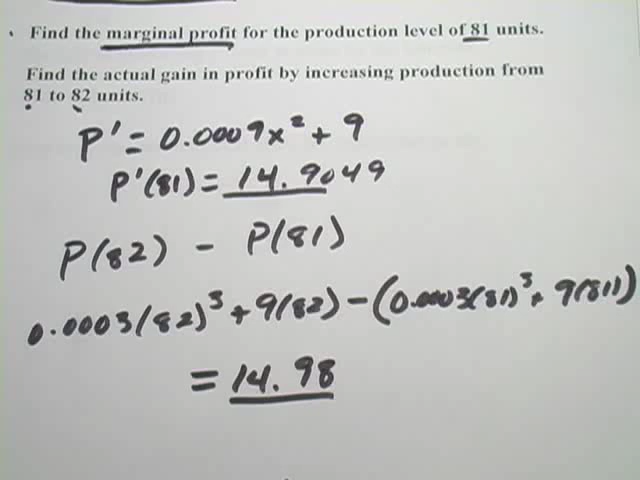 Find the marginal profit for the production level of 81 units.
Find the actual gain in profit by increasing production from
81 to 82 units.
P' = 0.0009x² + 9
P'(81) = 14.9049
P(82) - P(81)
0.0003(82)³ + 9(82) - (0.0003(81)³ + 9(81))
= 14.98